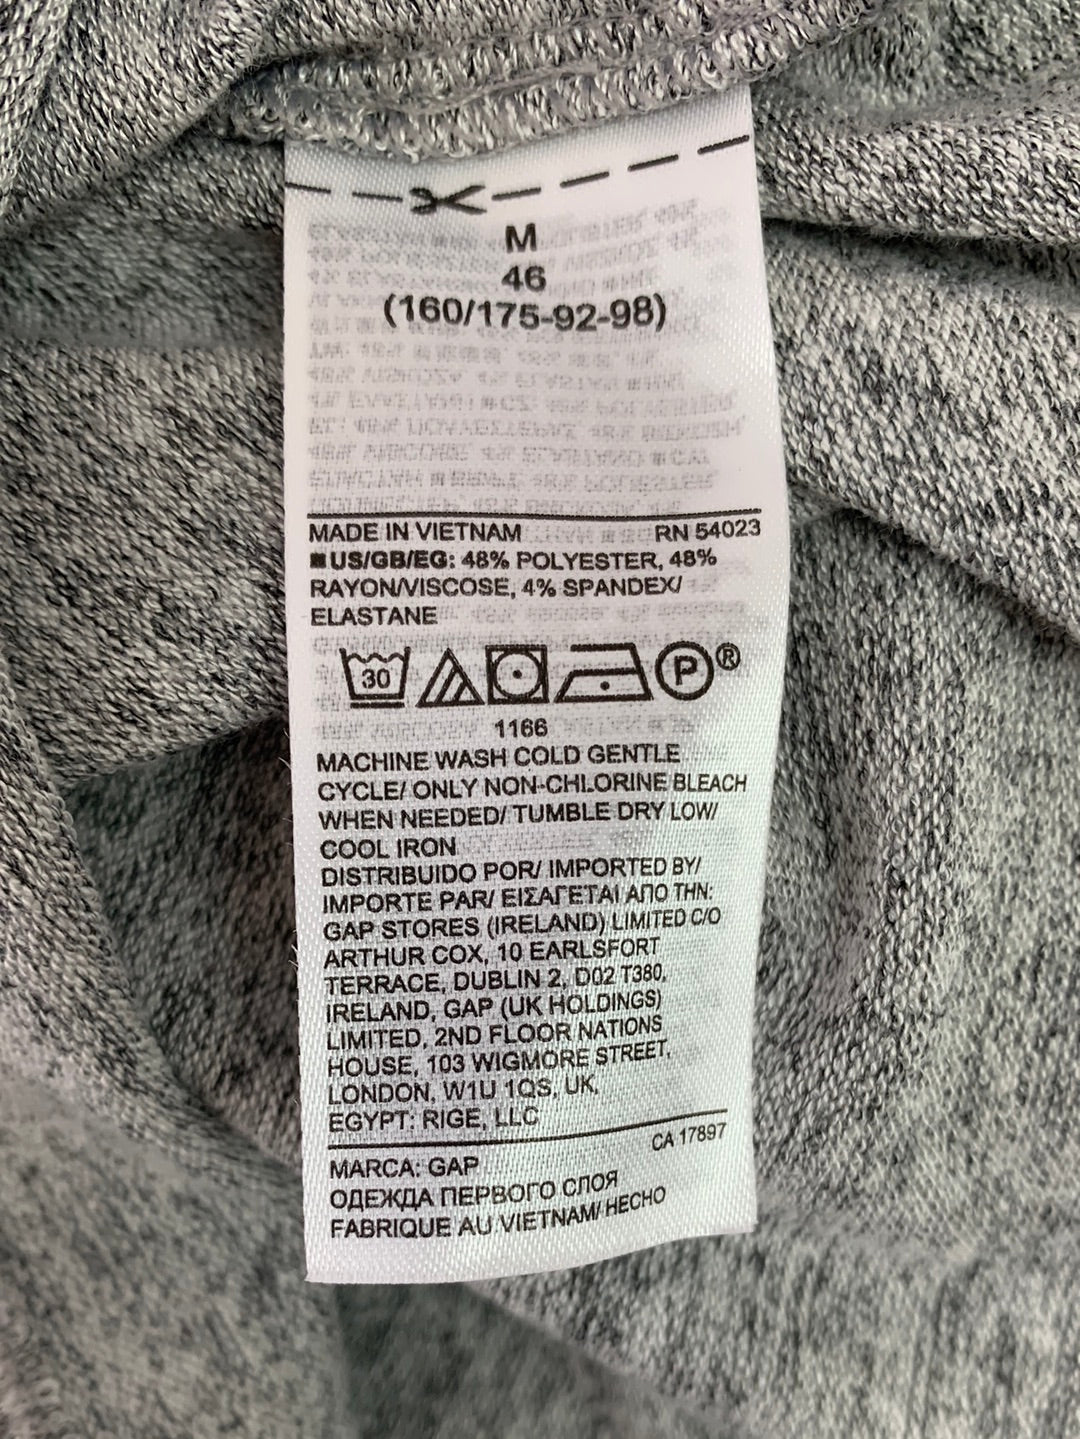 M
46
(160/175-92-98)
MADE IN VIETNAM RN 54023
US/GB/EG: 48% POLYESTER, 48%
RAYON/VISCOSE, 4% SPANDEX/
ELASTANE
30 P®
1166
MACHINE WASH COLD GENTLE
CYCLE/ ONLY NON-CHLORINE BLEACH
WHEN NEEDED/ TUMBLE DRY LOW/
COOL IRON
DISTRIBUIDO POR/ IMPORTED BY/
IMPORTE PAR/ ΕΙΣΑΓΕΤΑΙ ΑΠΟ ΤΗΝ:
GAP STORES (IRELAND) LIMITED C/O
ARTHUR COX, 10 EARLSFORT
TERRACE, DUBLIN 2, D02 T380,
IRELAND, GAP (UK HOLDINGS)
LIMITED, 2ND FLOOR NATIONS
HOUSE, 103 WIGMORE STREET,
LONDON, W1U 1QS, UK,
EGYPT: RIGE, LLC
CA 17897
MARCA: GAP
ОДЕЖДА ПЕРВОГО СЛОЯ
FABRIQUE AU VIETNAM/ HECHO